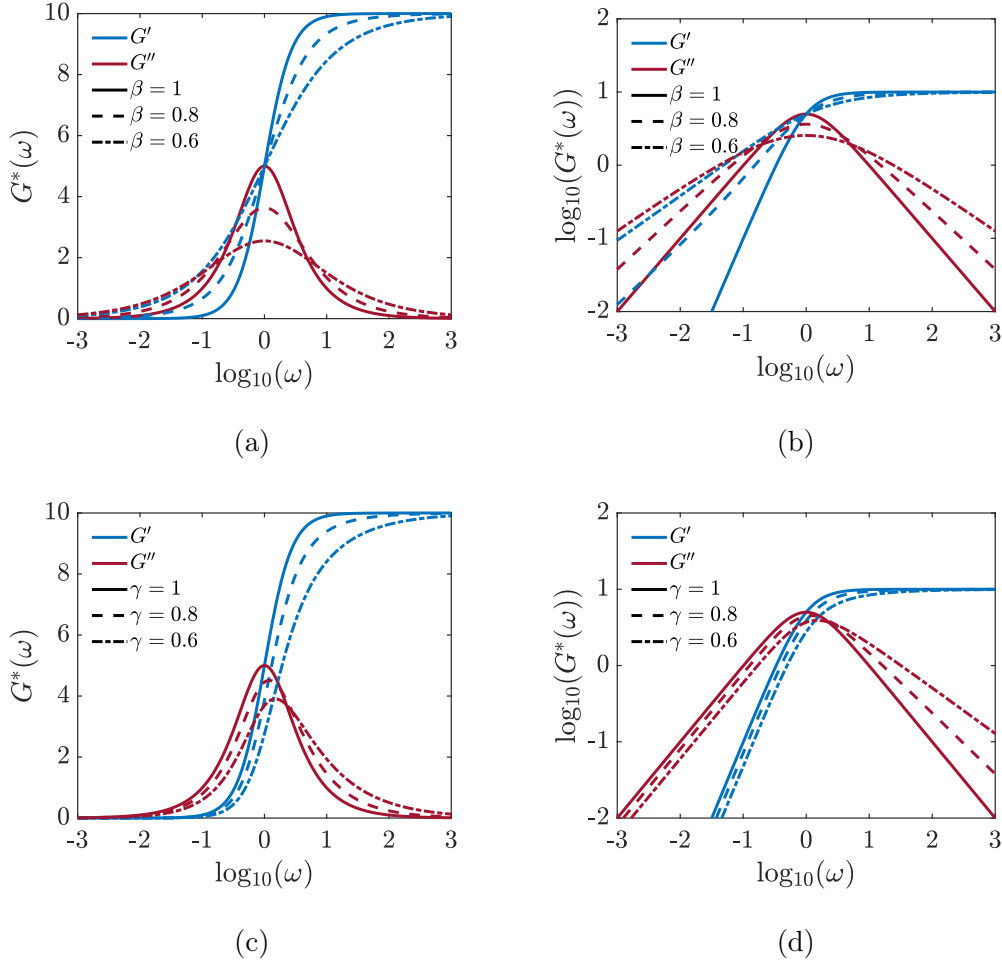 10
8
6
4
2
0
G*(ω)
G′
G″
β = 1
β = 0.8
β = 0.6
-3 -2 -1 0 1 2 3
log₁₀(ω)
(a)
2
1
0
-1
-2
log₁₀(G*(ω))
G′
G″
β = 1
β = 0.8
β = 0.6
-3 -2 -1 0 1 2 3
log₁₀(ω)
(b)
10
8
6
4
2
0
G*(ω)
G′
G″
γ = 1
γ = 0.8
γ = 0.6
-3 -2 -1 0 1 2 3
log₁₀(ω)
(c)
2
1
0
-1
-2
log₁₀(G*(ω))
G′
G″
γ = 1
γ = 0.8
γ = 0.6
-3 -2 -1 0 1 2 3
log₁₀(ω)
(d)